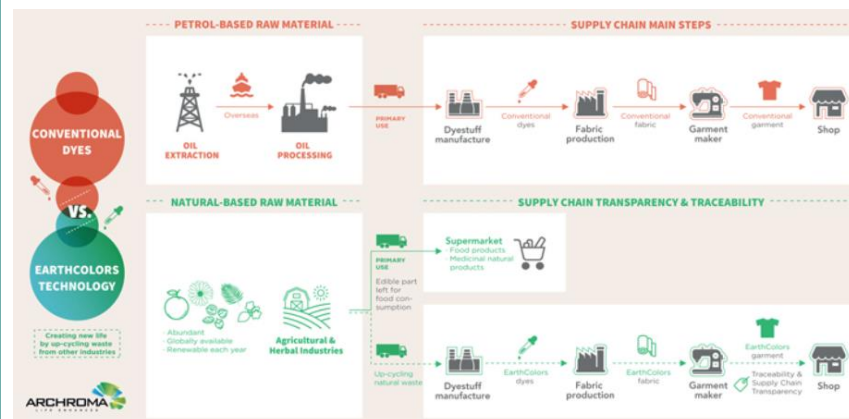 PETROL-BASED RAW MATERIAL
SUPPLY CHAIN MAIN STEPS
CONVENTIONAL
DYES
Overseas
OIL
EXTRACTION
OIL
PROCESSING
PRIMARY
USE
Dyestuff
manufacture
Conventional
dyes
Fabric
production
Conventional
fabric
Garment
maker
Conventional
garment
Shop
VS.
EARTHCOLORS
TECHNOLOGY
Creating new life
by up-cycling waste
from other industries
ARCHROMA
LIFE ENHANCED
NATURAL-BASED RAW MATERIAL
SUPPLY CHAIN TRANSPARENCY & TRACEABILITY
· Abundant
· Globally available
· Renewable each year
Agricultural &
Herbal Industries
PRIMARY
USE
Edible part
left for
food con-
sumption
Supermarket
· Food products
· Medicinal natural
products
Up-cycling
natural waste
Dyestuff
manufacture
EarthColors
dyes
Fabric
production
EarthColors
fabric
Garment
maker
EarthColors
garment
Traceability &
Supply Chain
Transparency
Shop